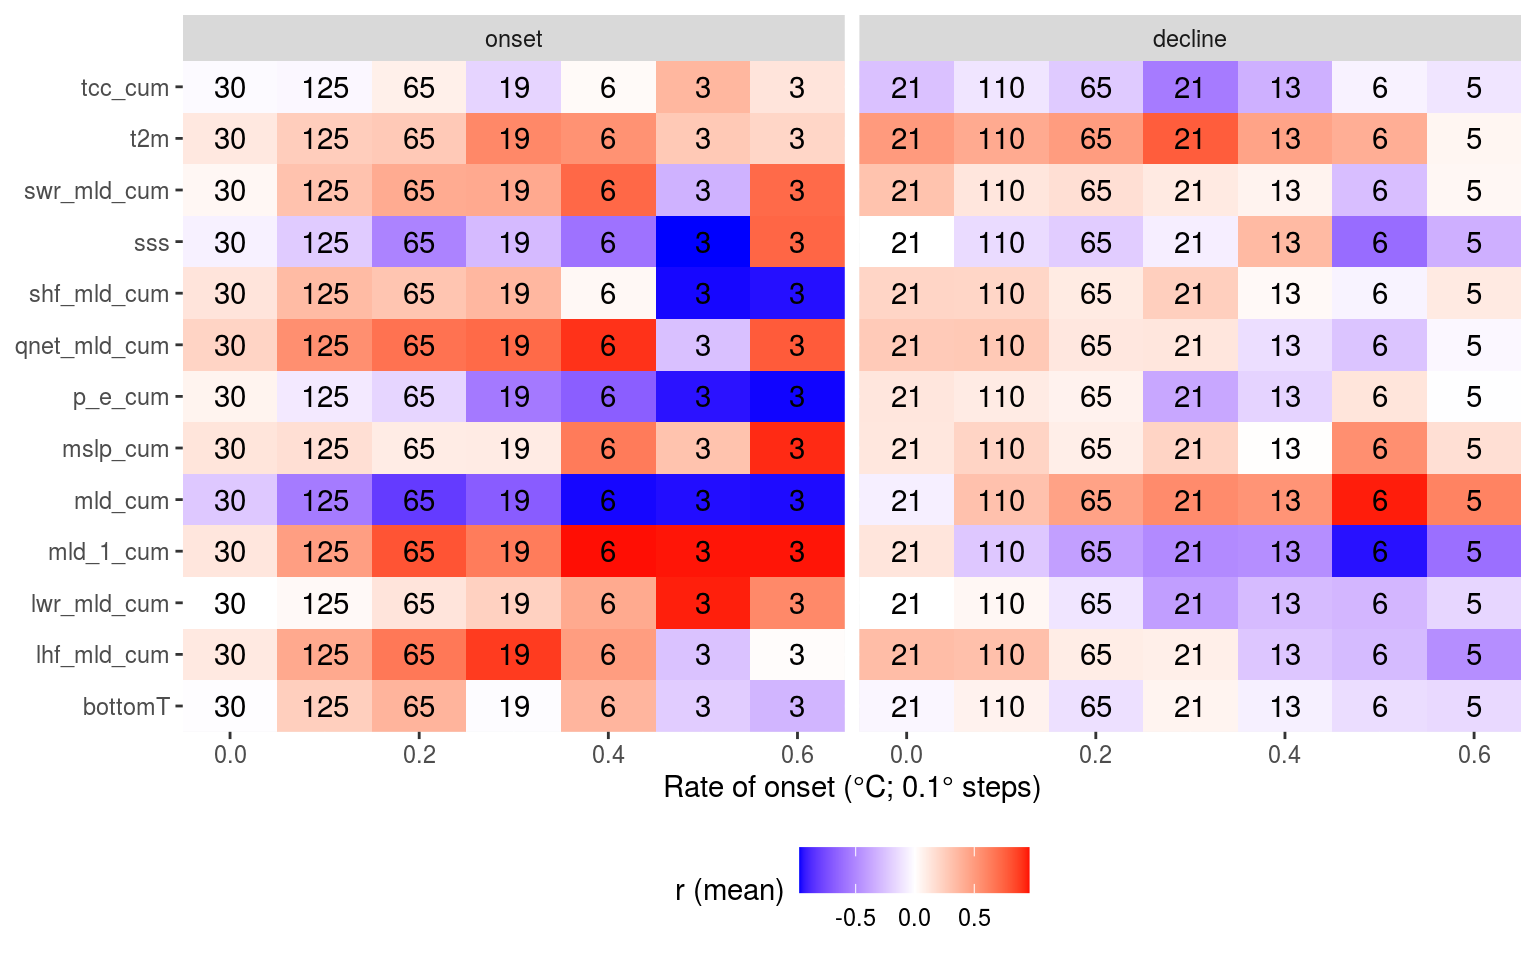 onset decline
tcc_cum 30 125 65 19 6 3 3 21 110 65 21 13 6 5
t2m 30 125 65 19 6 3 3 21 110 65 21 13 6 5
swr_mld_cum 30 125 65 19 6 3 3 21 110 65 21 13 6 5
sss 30 125 65 19 6 3 3 21 110 65 21 13 6 5
shf_mld_cum 30 125 65 19 6 3 3 21 110 65 21 13 6 5
qnet_mld_cum 30 125 65 19 6 3 3 21 110 65 21 13 6 5
p_e_cum 30 125 65 19 6 3 3 21 110 65 21 13 6 5
mslp_cum 30 125 65 19 6 3 3 21 110 65 21 13 6 5
mld_cum 30 125 65 19 6 3 3 21 110 65 21 13 6 5
mld_1_cum 30 125 65 19 6 3 3 21 110 65 21 13 6 5
lwr_mld_cum 30 125 65 19 6 3 3 21 110 65 21 13 6 5
lhf_mld_cum 30 125 65 19 6 3 3 21 110 65 21 13 6 5
bottomT 30 125 65 19 6 3 3 21 110 65 21 13 6 5
0.0 0.2 0.4 0.6 0.0 0.2 0.4 0.6
Rate of onset (°C; 0.1° steps)
r (mean)
-0.5 0.0 0.5